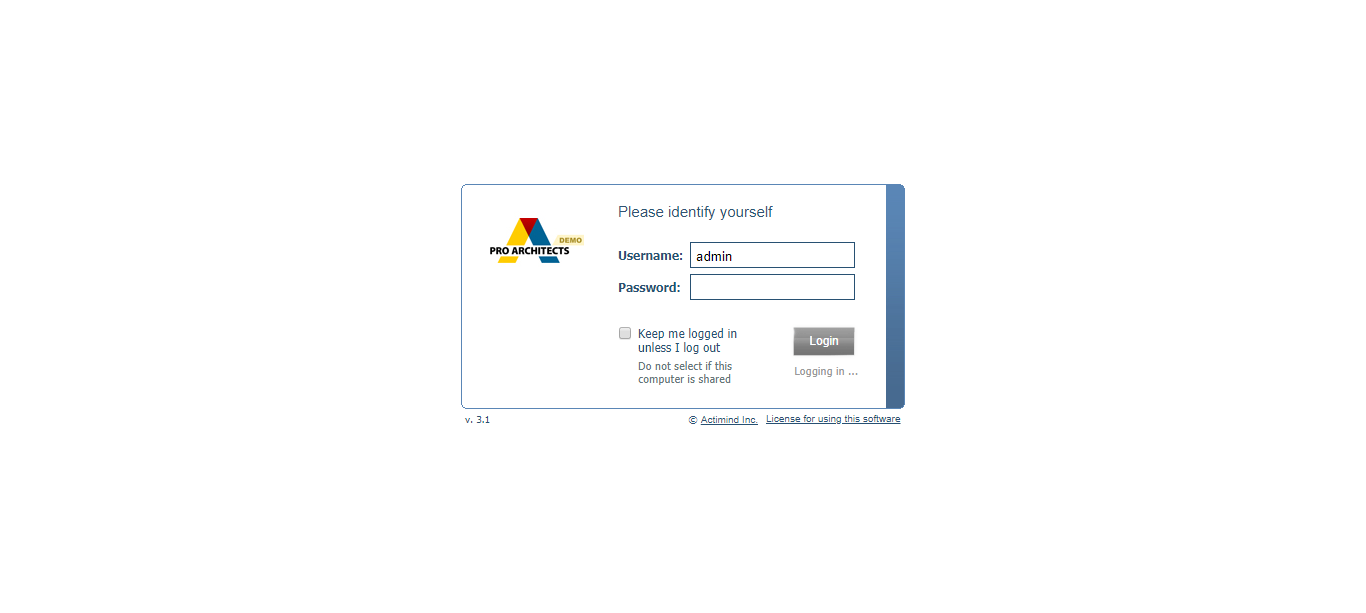 Please identify yourself
DEMO
PRO ARCHITECTS
Username: admin
Password:
Keep me logged in
unless I log out
Login
Do not select if this
computer is shared
Logging in ...
v. 3.1
© Actimind Inc. License for using this software